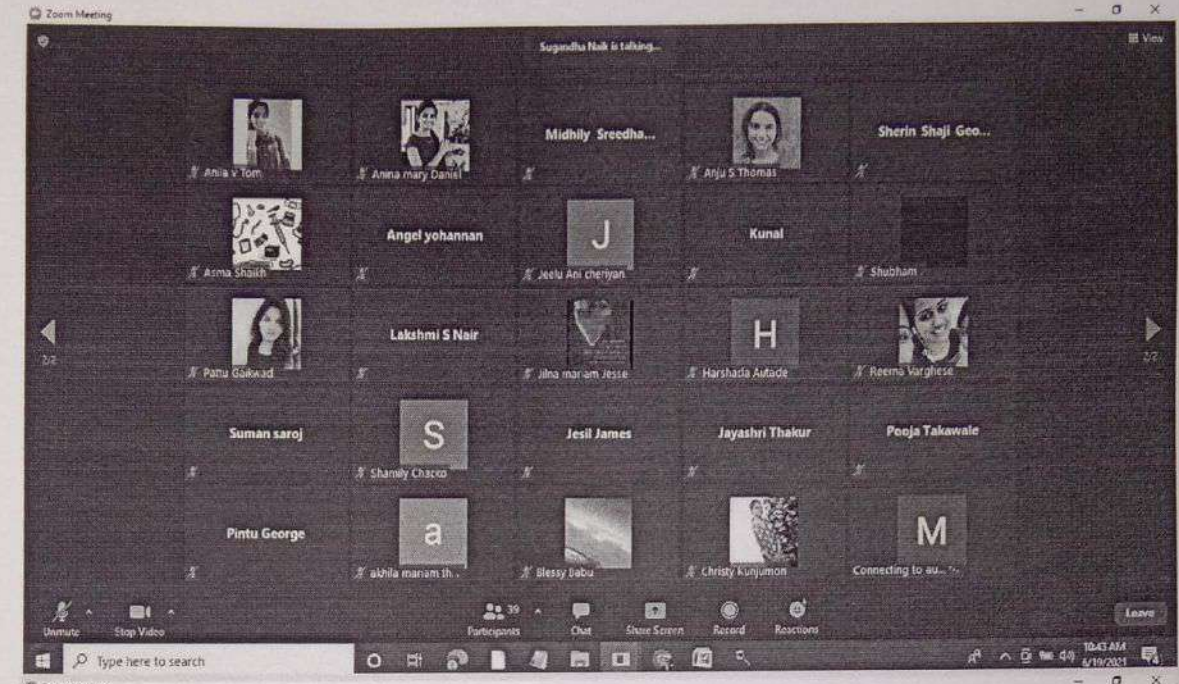 Zoom Meeting
Sugandha Naik is talking...
View
Anila v Tom
Anina mary Daniel
Midhily Sreedha...
Anju S Thomas
Sherin Shaji Geo...
Asma Shaikh
Angel yohannan
J
Jeelu Ani cheriyan
Kunal
Shubham
Pattu Gaikwad
Lakshmi S Nair
Jilna mariam Jesse
H
Harshada Autade
Reema Varghese
Suman saroj
S
Shamily Chacko
Jesil James
Jayashri Thakur
Pooja Takawale
Pintu George
a
akhila mariam th...
Blessy Babu
Christy Kunjumon
M
Connecting to au...
2/2
2/2
Unmute
Stop Video
39
Participants
Chat
Share Screen
Record
Reactions
Leave
Type here to search
10:43 AM
6/19/2021
4